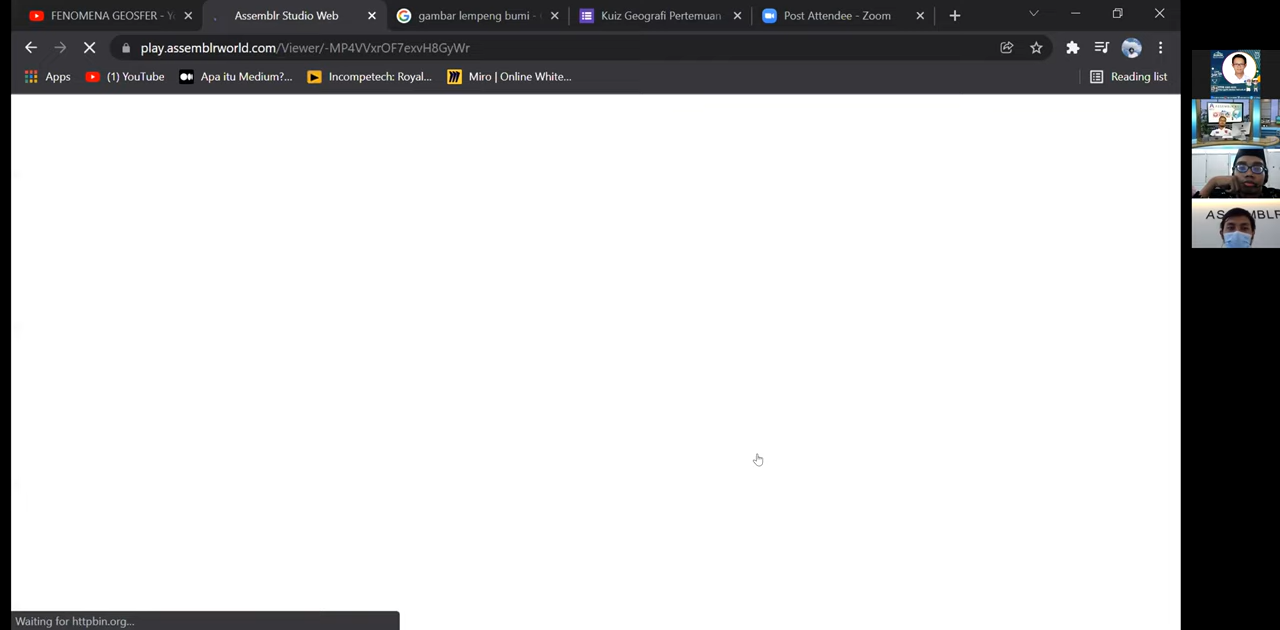 FENOMENA GEOSFER - Yo
Assemblr Studio Web
gambar lempeng bumi -
Kuiz Geografi Pertemuan
Post Attendee - Zoom
play.assemblrworld.com/Viewer/-MP4VVxrOF7exvH8GyWr
Apps
(1) YouTube
Apa itu Medium?...
Incompetech: Royal...
Miro | Online White...
Reading list
Waiting for httpbin.org...